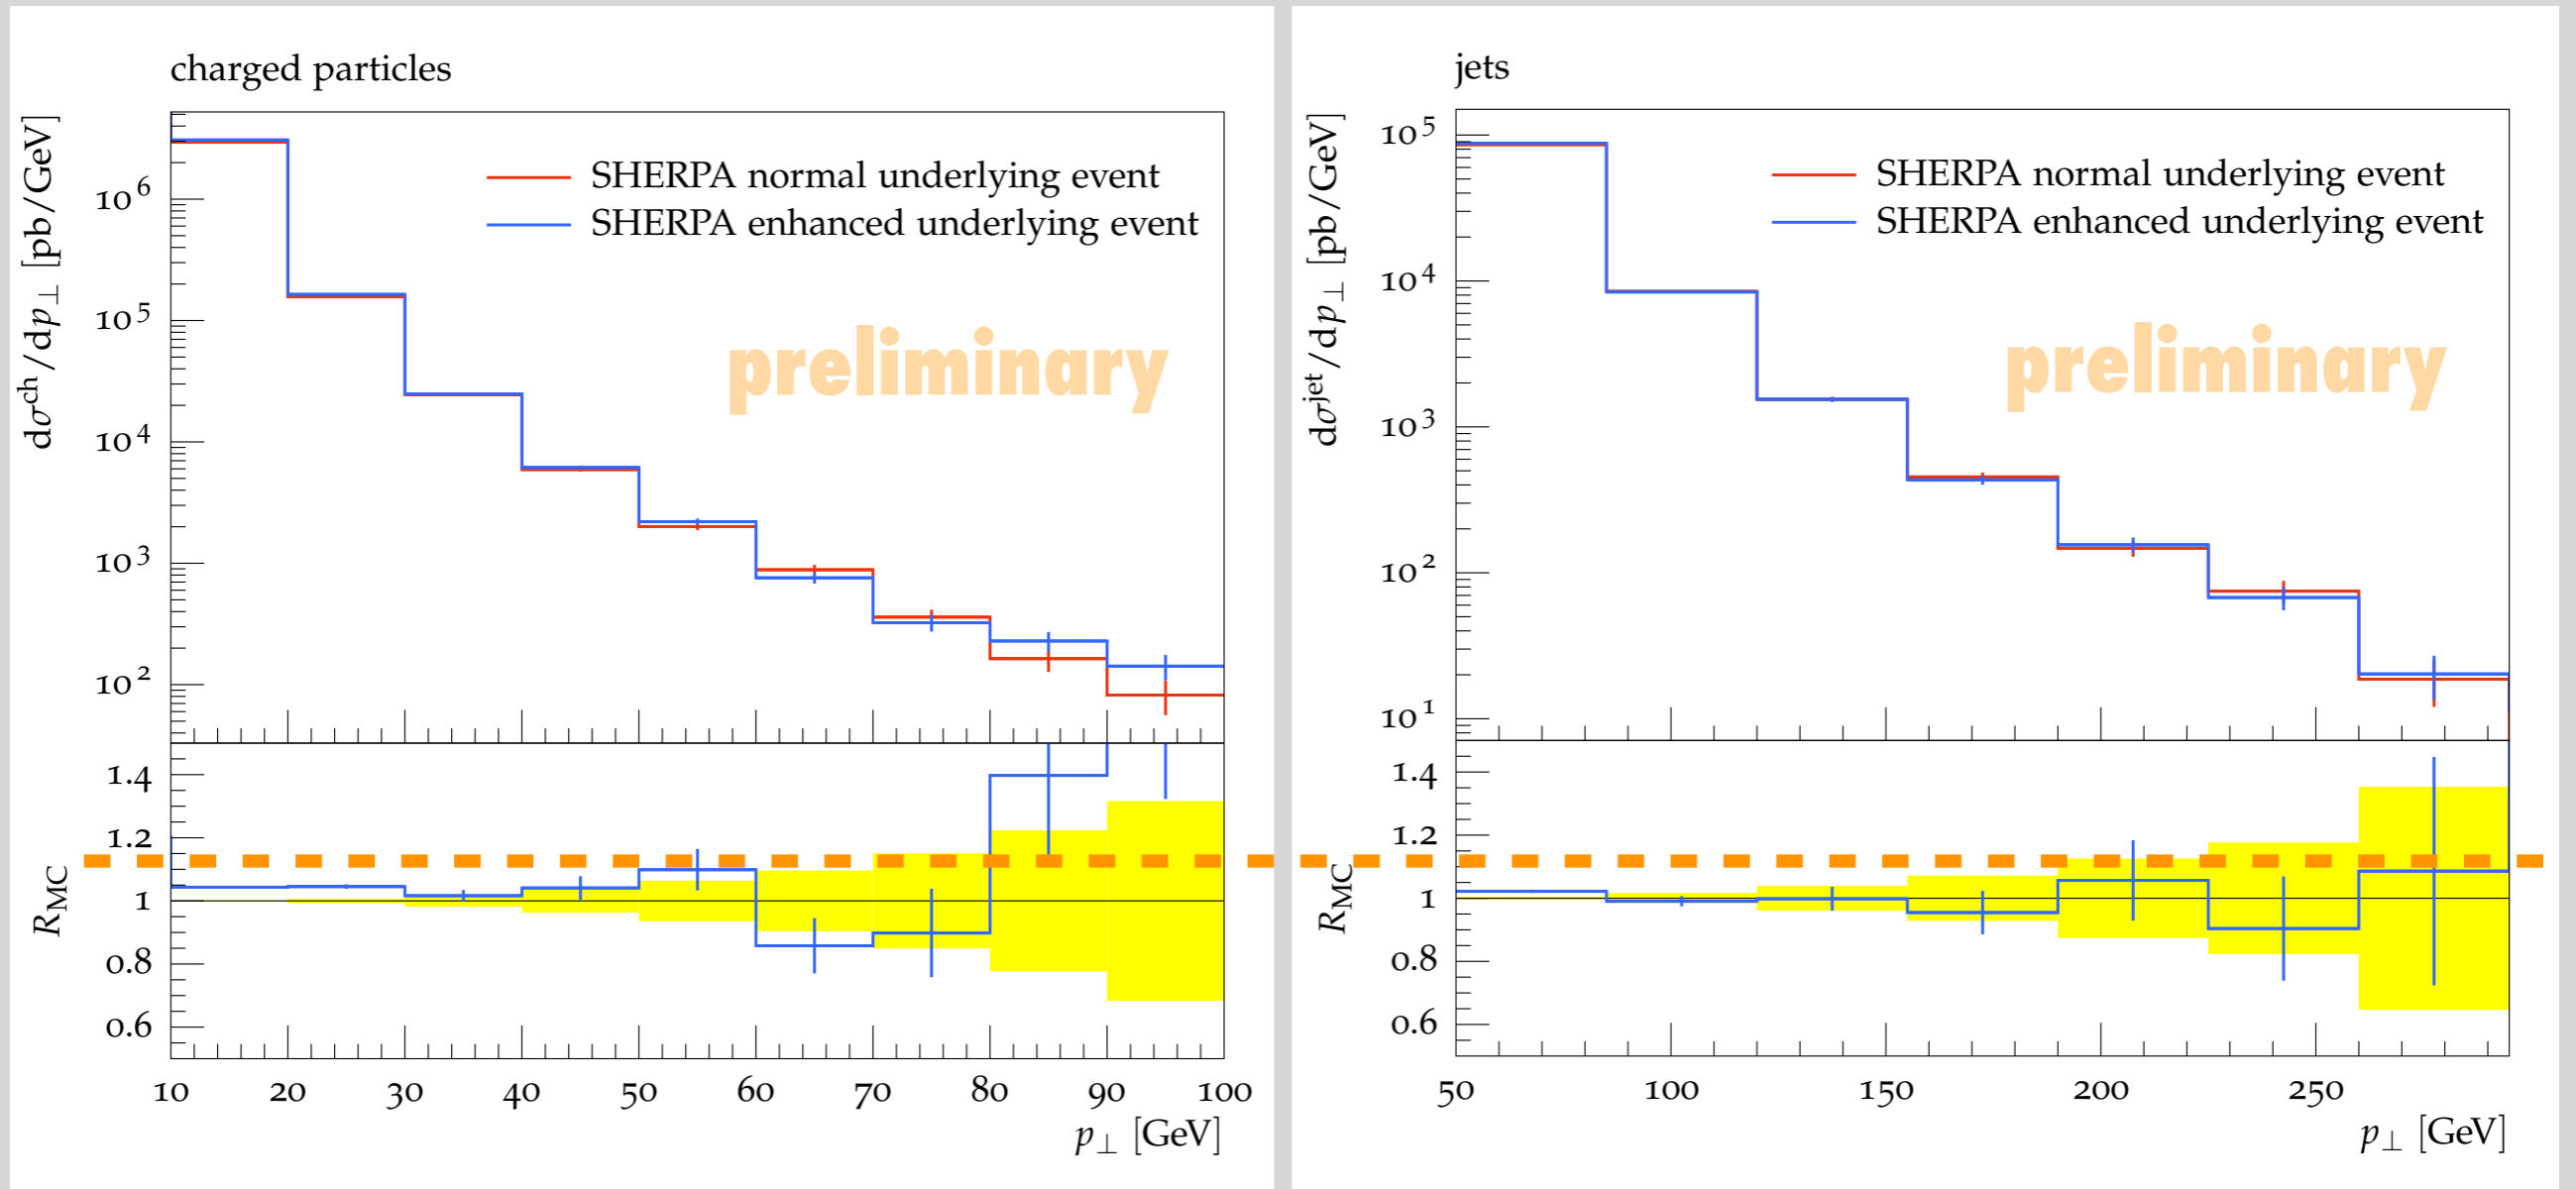 charged particles
dσ^ch/dp⊥ [pb/GeV]
SHERPA normal underlying event
SHERPA enhanced underlying event
preliminary
10^6
10^5
10^4
10^3
10^2
R_MC
1.4
1.2
1
0.8
0.6
10 20 30 40 50 60 70 80 90 100
p⊥ [GeV]
jets
dσ^jet/dp⊥ [pb/GeV]
SHERPA normal underlying event
SHERPA enhanced underlying event
preliminary
10^5
10^4
10^3
10^2
10^1
R_MC
1.4
1.2
1
0.8
0.6
50 100 150 200 250
p⊥ [GeV]